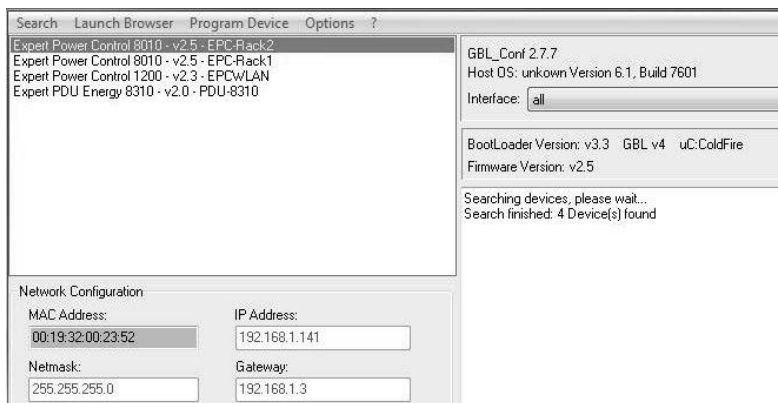 Search Launch Browser Program Device Options ?
Expert Power Control 8010 - v2.5 - EPC-Rack2
Expert Power Control 8010 - v2.5 - EPC-Rack1
Expert Power Control 1200 - v2.3 - EPCWLAN
Expert PDU Energy 8310 - v2.0 - PDU-8310
GBL_Conf 2.7.7
Host OS: unkown Version 6.1, Build 7601
Interface: all
BootLoader Version: v3.3 GBL v4 uC:ColdFire
Firmware Version: v2.5
Searching devices, please wait...
Search finished: 4 Device(s) found
Network Configuration
MAC Address: IP Address:
00:19:32:00:23:52 192.168.1.141
Netmask: Gateway:
255.255.255.0 192.168.1.3